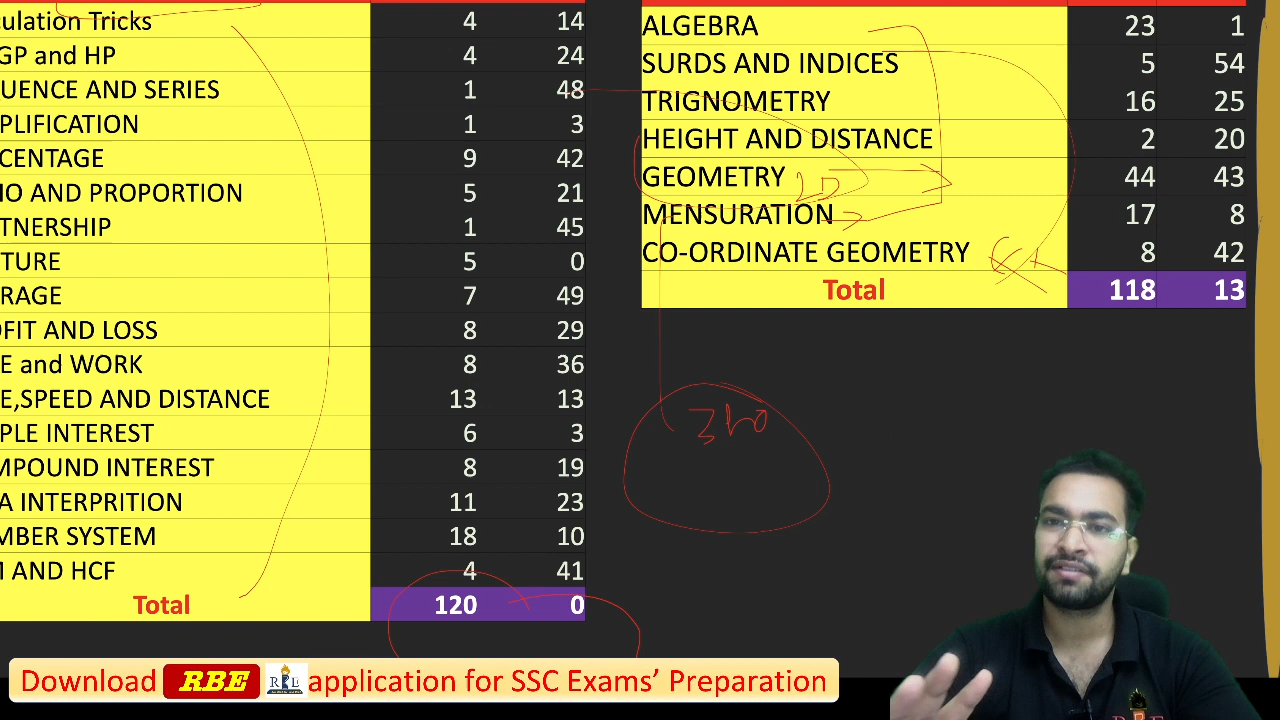 culation Tricks 4 14
GP and HP 4 24
UENCE AND SERIES 1 48
PLIFICATION 1 3
CENTAGE 9 42
IO AND PROPORTION 5 21
TNERSHIP 1 45
TURE 5 0
RAGE 7 49
OFIT AND LOSS 8 29
E and WORK 8 36
E,SPEED AND DISTANCE 13 13
PLE INTEREST 6 3
MPOUND INTEREST 8 19
A INTERPRITION 11 23
MBER SYSTEM 18 10
M AND HCF 4 41
Total 120 0
ALGEBRA 23 1
SURDS AND INDICES 5 54
TRIGNOMETRY 16 25
HEIGHT AND DISTANCE 2 20
GEOMETRY 44 43
2D
MENSURATION 17 8
CO-ORDINATE GEOMETRY 8 42
Total 118 13
Download RBE RBE application for SSC Exams’ Preparation